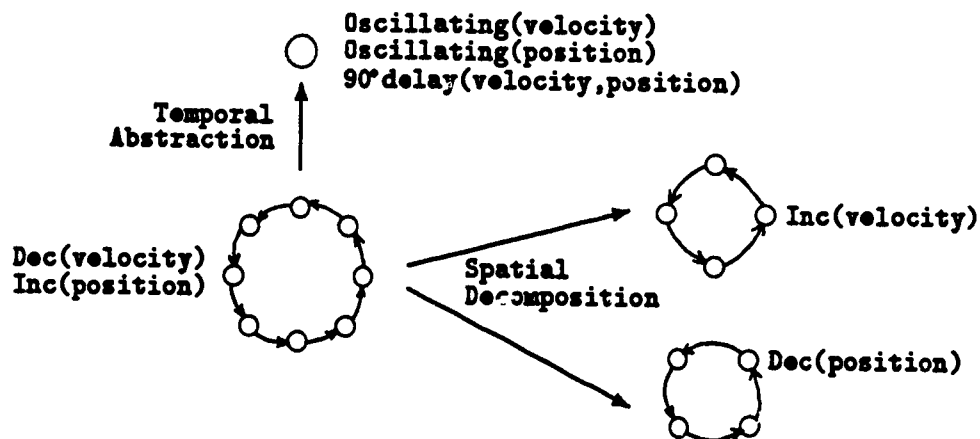 Oscillating(velocity)
Oscillating(position)
90°delay(velocity,position)
Temporal
Abstraction
Dec(velocity)
Inc(position)
Spatial
Decomposition
Inc(velocity)
Dec(position)